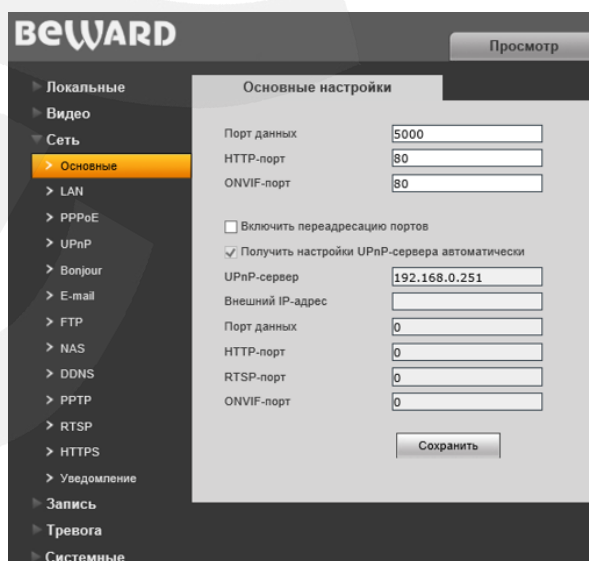 BEWARD
Просмотр
Локальные
Видео
Сеть
Основные
LAN
PPPoE
UPnP
Bonjour
E-mail
FTP
NAS
DDNS
PPTP
RTSP
HTTPS
Уведомление
Запись
Тревога
Системные
Основные настройки
Порт данных 5000
HTTP-порт 80
ONVIF-порт 80
Включить переадресацию портов
Получить настройки UPnP-сервера автоматически
UPnP-сервер 192.168.0.251
Внешний IP-адрес
Порт данных 0
HTTP-порт 0
RTSP-порт 0
ONVIF-порт 0
Сохранить